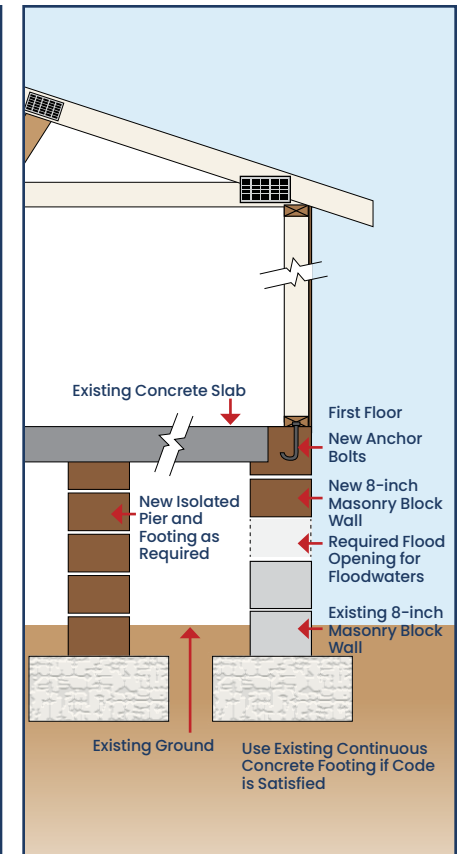 Existing Concrete Slab
First Floor
New Anchor
Bolts
New 8-inch
Masonry Block
Wall
New Isolated
Pier and
Footing as
Required
Required Flood
Opening for
Floodwaters
Existing 8-inch
Masonry Block
Wall
Existing Ground
Use Existing Continuous
Concrete Footing if Code
is Satisfied